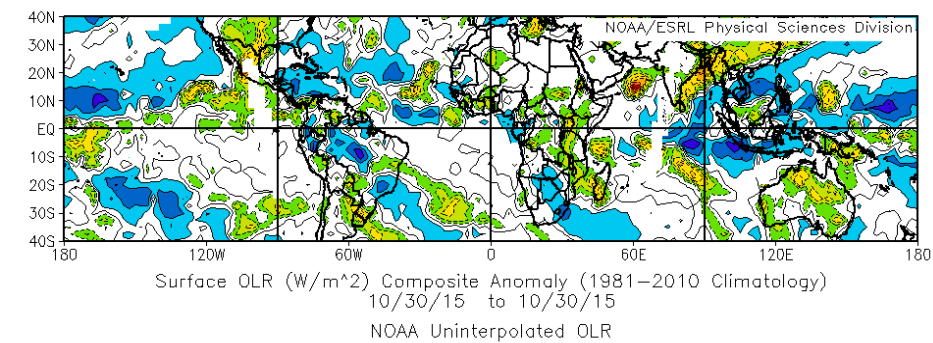 40N
NOAA/ESRL Physical Sciences Division
30N
20N
10N
EQ
10S
20S
30S
40S
180 120W 60W 0 60E 120E 180
Surface OLR (W/m^2) Composite Anomaly (1981-2010 Climatology)
10/30/15 to 10/30/15
NOAA Uninterpolated OLR